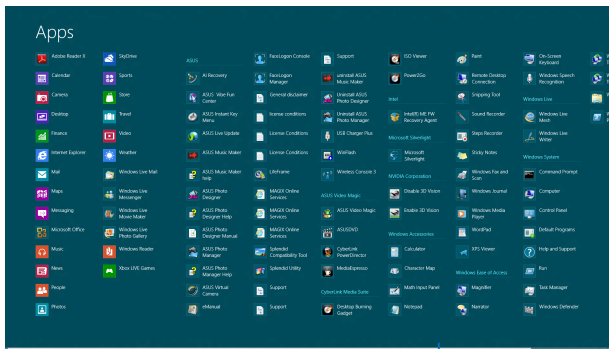 Apps
Adobe Reader X
Calendar
Camera
Desktop
Finance
Internet Explorer
Mail
Maps
Messaging
Microsoft Office
Music
News
People
Photos
SkyDrive
Sports
Store
Travel
Video
Weather
Windows Live Mail
Windows Live
Messenger
Windows Live
Movie Maker
Windows Live
Photo Gallery
Windows Reader
Xbox LIVE Games
ASUS
AI Recovery
ASUS Vibe Fun
Center
ASUS Instant Key
Menu
ASUS Live Update
ASUS Music Maker
ASUS Music Maker
help
ASUS Photo
Designer
ASUS Photo
Designer Help
ASUS Photo
Designer Manual
ASUS Photo
Manager
ASUS Photo
Manager Help
ASUS Virtual
Camera
eManual
FaceLogon Console
FaceLogon
Manager
General disclaimer
license conditions
License Conditions
License Conditions
LifeFrame
MAGIX Online
Services
MAGIX Online
Services
MAGIX Online
Services
Splendid
Compatibility Tool
Splendid Utility
Support
Support
Support
uninstall ASUS
Music Maker
Uninstall ASUS
Photo Designer
Uninstall ASUS
Photo Manager
USB Charger Plus
WinFlash
Wireless Console 3
ASUS Video Magic
ASUS Video Magic
ASUSDVD
CyberLink
PowerDirector
MediaEspresso
CyberLink Media Suite
Desktop Burning
Gadget
ISO Viewer
Power2Go
Intel
Intel(R) ME FW
Recovery Agent
Microsoft Silverlight
Microsoft
Silverlight
NVIDIA Corporation
Disable 3D Vision
Disable 3D Vision
Windows Accessories
Calculator
Character Map
Math Input Panel
Notepad
Paint
Remote Desktop
Connection
Snipping Tool
Sound Recorder
Steps Recorder
Sticky Notes
Windows Fax and
Scan
Windows Journal
Windows Media
Player
WordPad
XPS Viewer
Windows Ease of Access
Magnifier
Narrator
On-Screen
Keyboard
Windows Speech
Recognition
Windows Live
Windows Live
Mesh
Windows Live
Writer
Windows System
Command Prompt
Computer
Control Panel
Default Programs
Help and Support
Run
Task Manager
Windows Defender